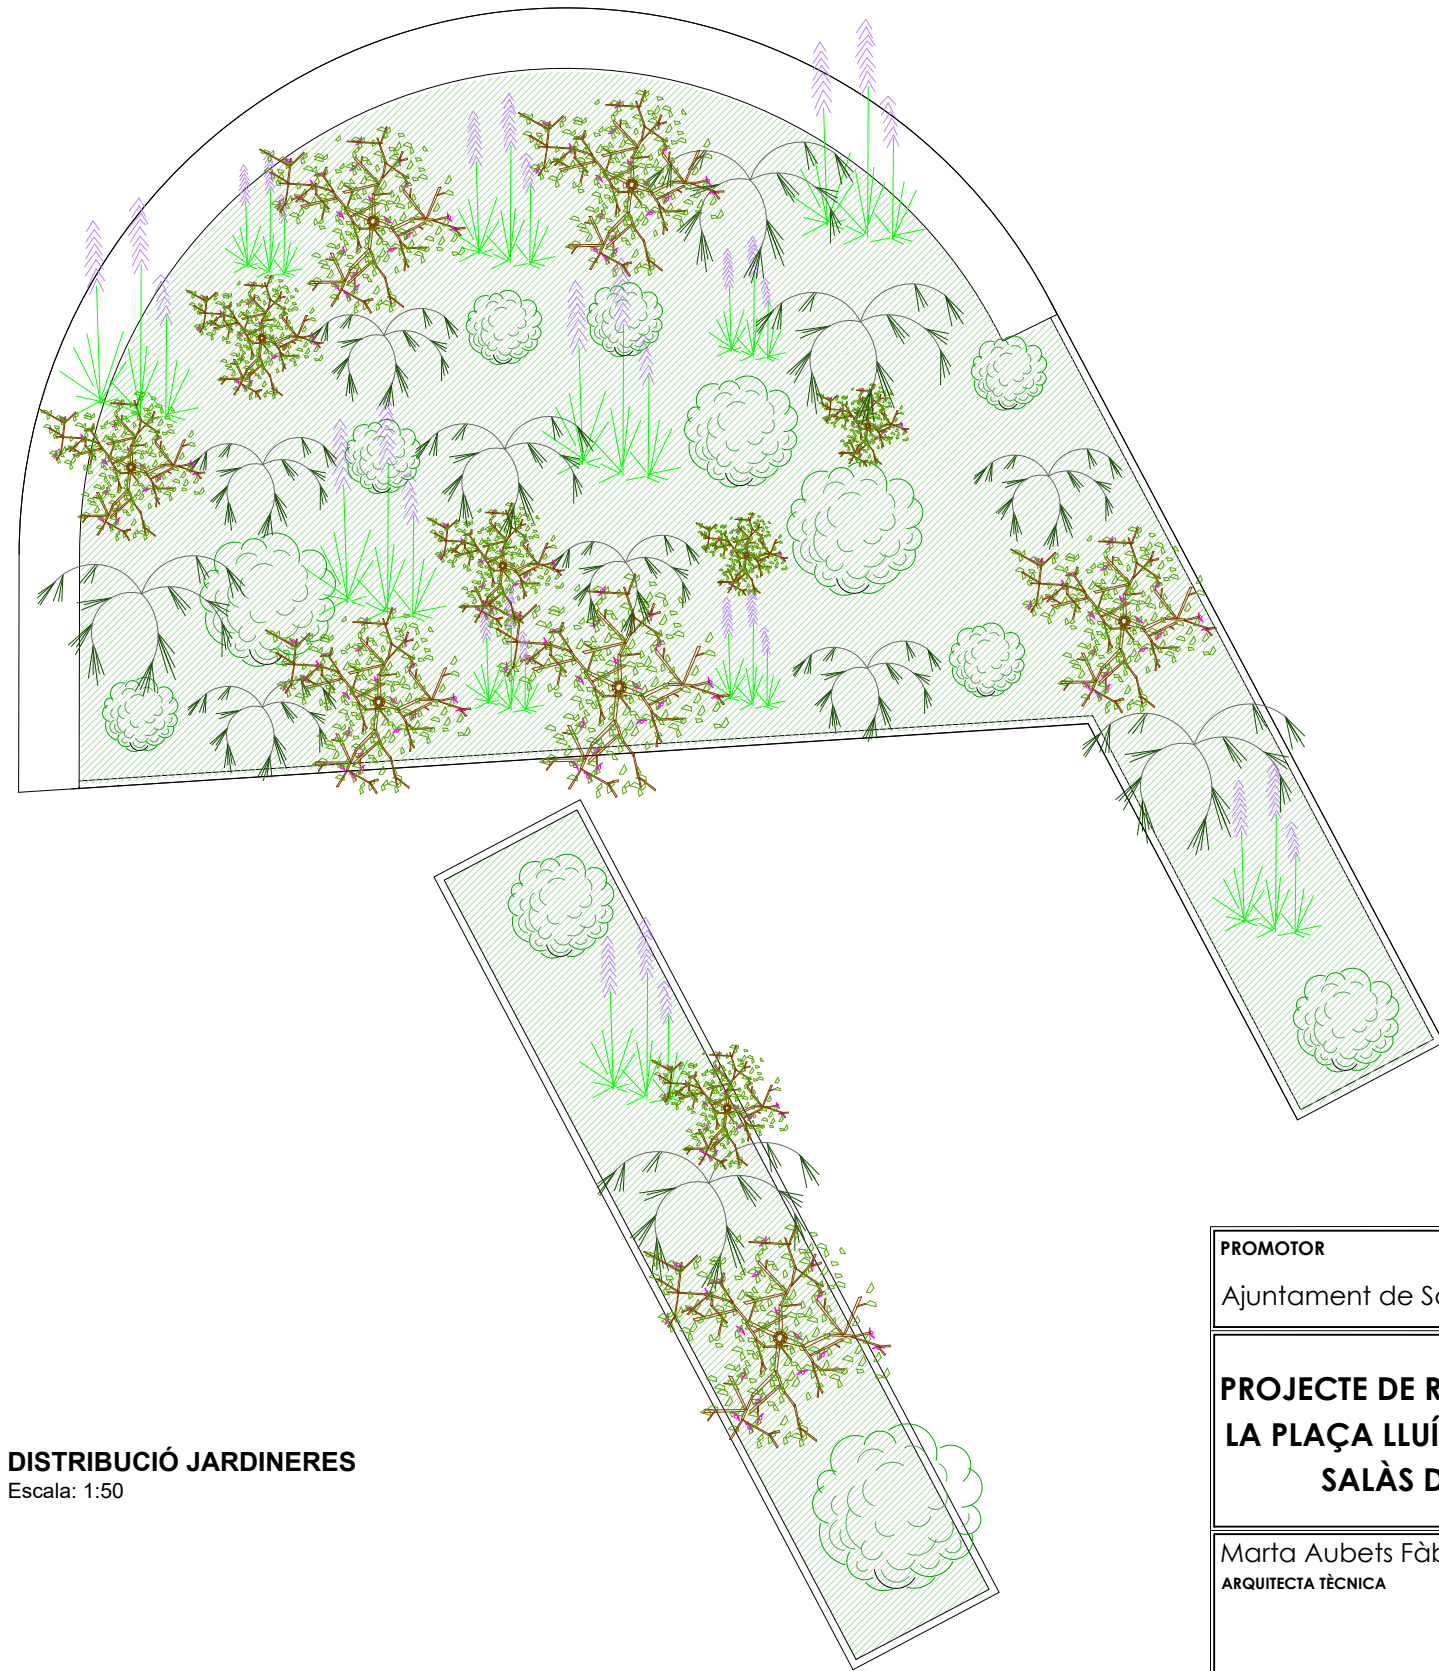 DISTRIBUCIÓ JARDINERES
Escala: 1:50
PROMOTOR
Ajuntament de
PROJECTE DE
LA PLAÇA
SALÀS
Marta Aubets
ARQUITECTA TÈCNICA